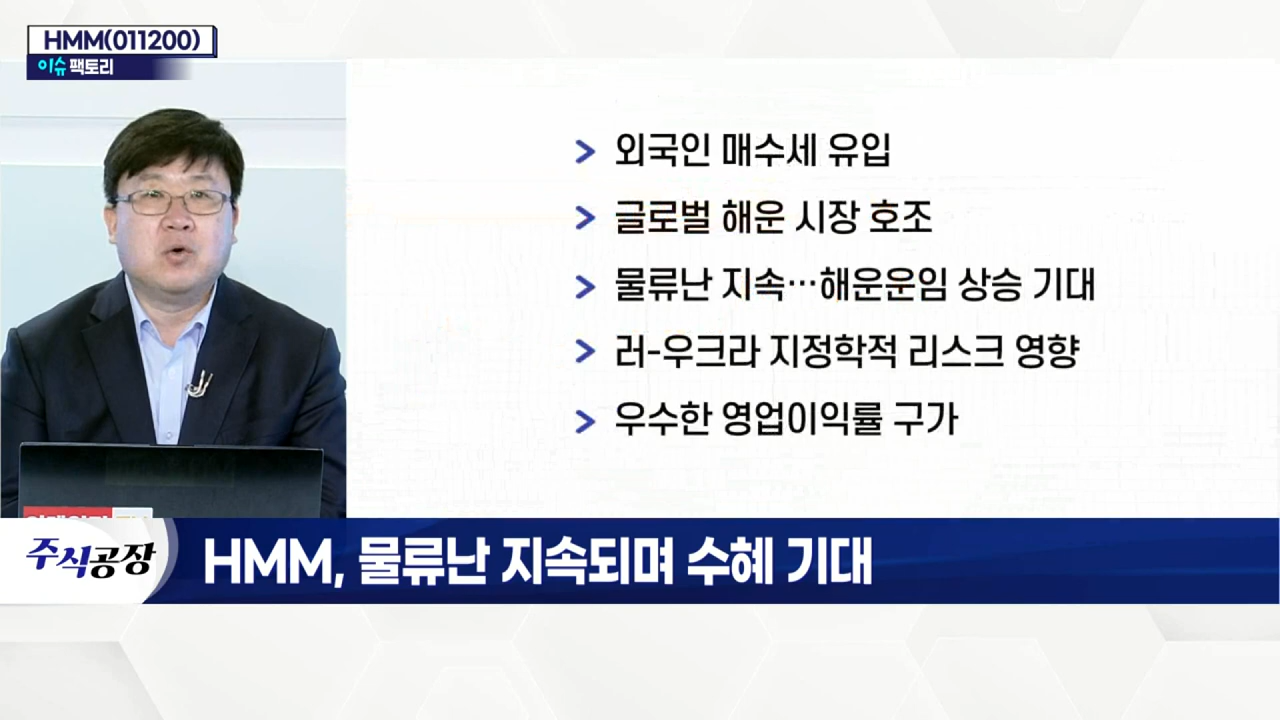 HMM(011200)
이슈 팩토리
> 외국인 매수세 유입
> 글로벌 해운 시장 호조
> 물류난 지속…해운운임 상승 기대
> 러-우크라 지정학적 리스크 영향
> 우수한 영업이익률 구가
주식공장
HMM, 물류난 지속되며 수혜 기대